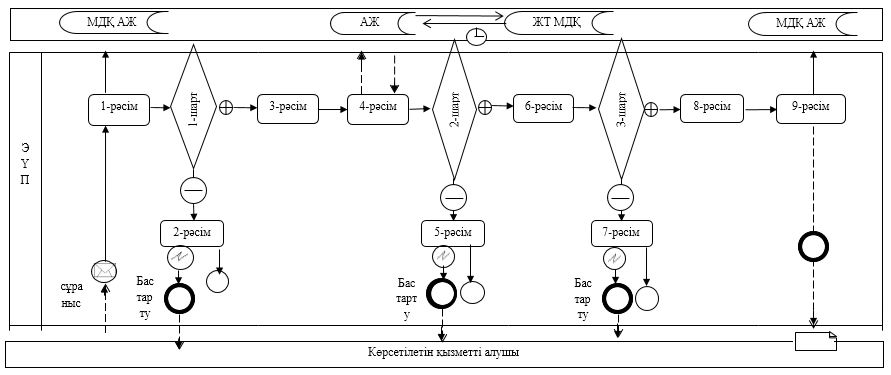 МДҚ АЖ
АЖ
ЖТ МДҚ
МДҚ АЖ
Э
Ү
П
1-рәсім
1-шарт
3-рәсім
4-рәсім
2-шарт
6-рәсім
3-шарт
8-рәсім
9-рәсім
2-рәсім
5-рәсім
7-рәсім
сұра
ныс
Бас
тар
ту
Бас
тарт
у
Бас
тар
ту
Көрсетілетін қызметті алушы